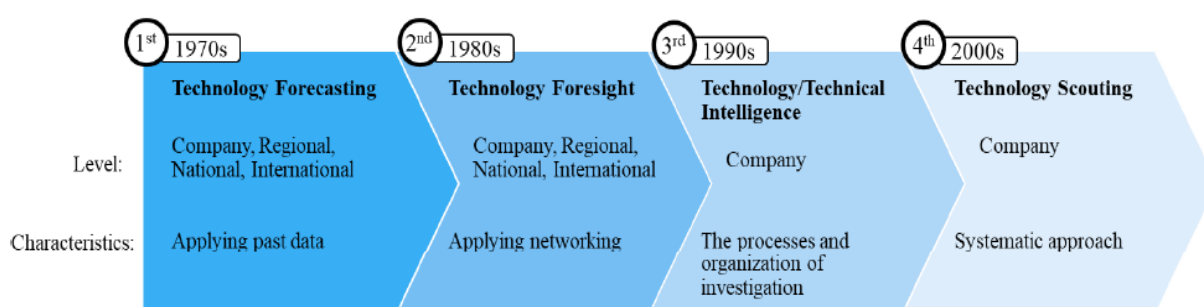 1st 1970s
2nd 1980s
3rd 1990s
4th 2000s
Technology Forecasting
Technology Foresight
Technology/Technical
Intelligence
Technology Scouting
Level:
Company, Regional,
National, International
Company, Regional,
National, International
Company
Company
Characteristics:
Applying past data
Applying networking
The processes and
organization of
investigation
Systematic approach